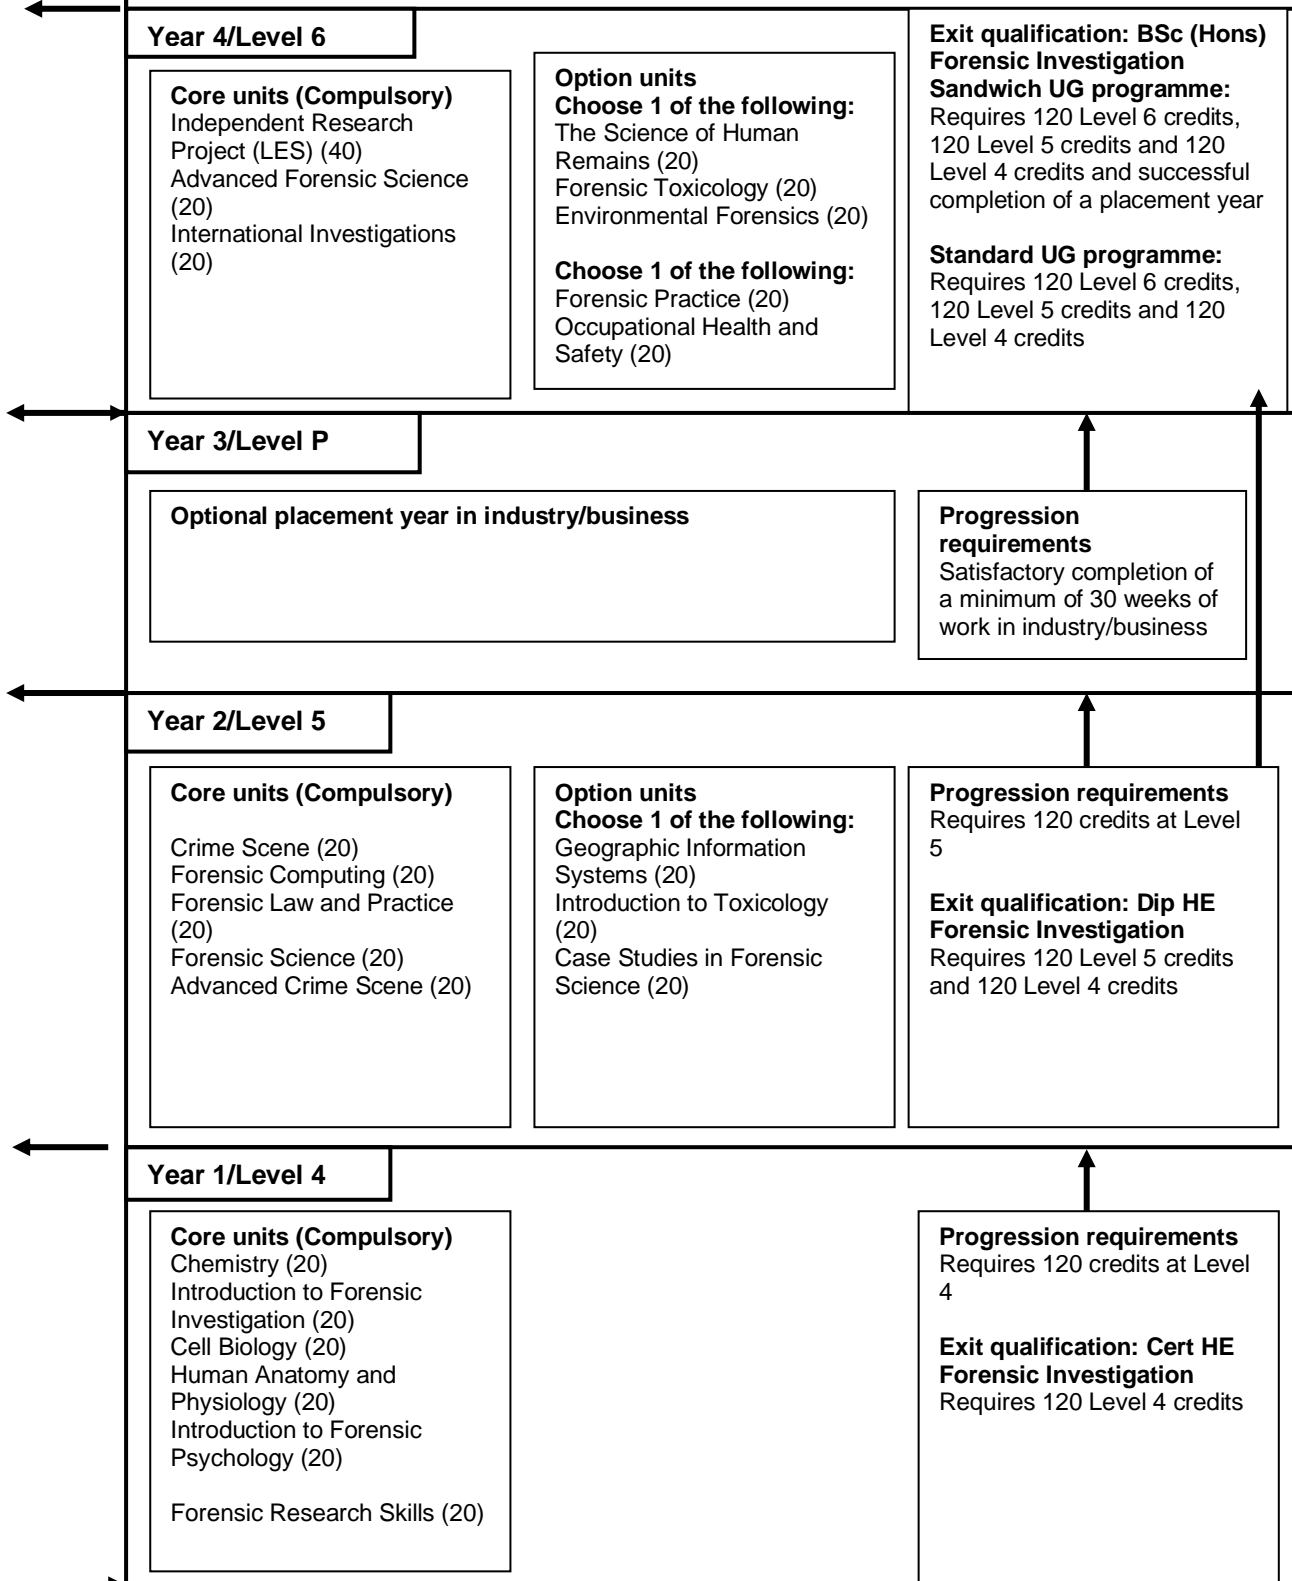 Year 4/Level 6
Core units (Compulsory)
Independent Research
Project (LES) (40)
Advanced Forensic Science
(20)
International Investigations
(20)
Option units
Choose 1 of the following:
The Science of Human
Remains (20)
Forensic Toxicology (20)
Environmental Forensics (20)
Choose 1 of the following:
Forensic Practice (20)
Occupational Health and
Safety (20)
Exit qualification: BSc (Hons)
Forensic Investigation
Sandwich UG programme:
Requires 120 Level 6 credits,
120 Level 5 credits and 120
Level 4 credits and successful
completion of a placement year
Standard UG programme:
Requires 120 Level 6 credits,
120 Level 5 credits and 120
Level 4 credits
Year 3/Level P
Optional placement year in industry/business
Progression
requirements
Satisfactory completion of
a minimum of 30 weeks of
work in industry/business
Year 2/Level 5
Core units (Compulsory)
Crime Scene (20)
Forensic Computing (20)
Forensic Law and Practice
(20)
Forensic Science (20)
Advanced Crime Scene (20)
Option units
Choose 1 of the following:
Geographic Information
Systems (20)
Introduction to Toxicology
(20)
Case Studies in Forensic
Science (20)
Progression requirements
Requires 120 credits at Level
5
Exit qualification: Dip HE
Forensic Investigation
Requires 120 Level 5 credits
and 120 Level 4 credits
Year 1/Level 4
Core units (Compulsory)
Chemistry (20)
Introduction to Forensic
Investigation (20)
Cell Biology (20)
Human Anatomy and
Physiology (20)
Introduction to Forensic
Psychology (20)
Forensic Research Skills (20)
Progression requirements
Requires 120 credits at Level
4
Exit qualification: Cert HE
Forensic Investigation
Requires 120 Level 4 credits